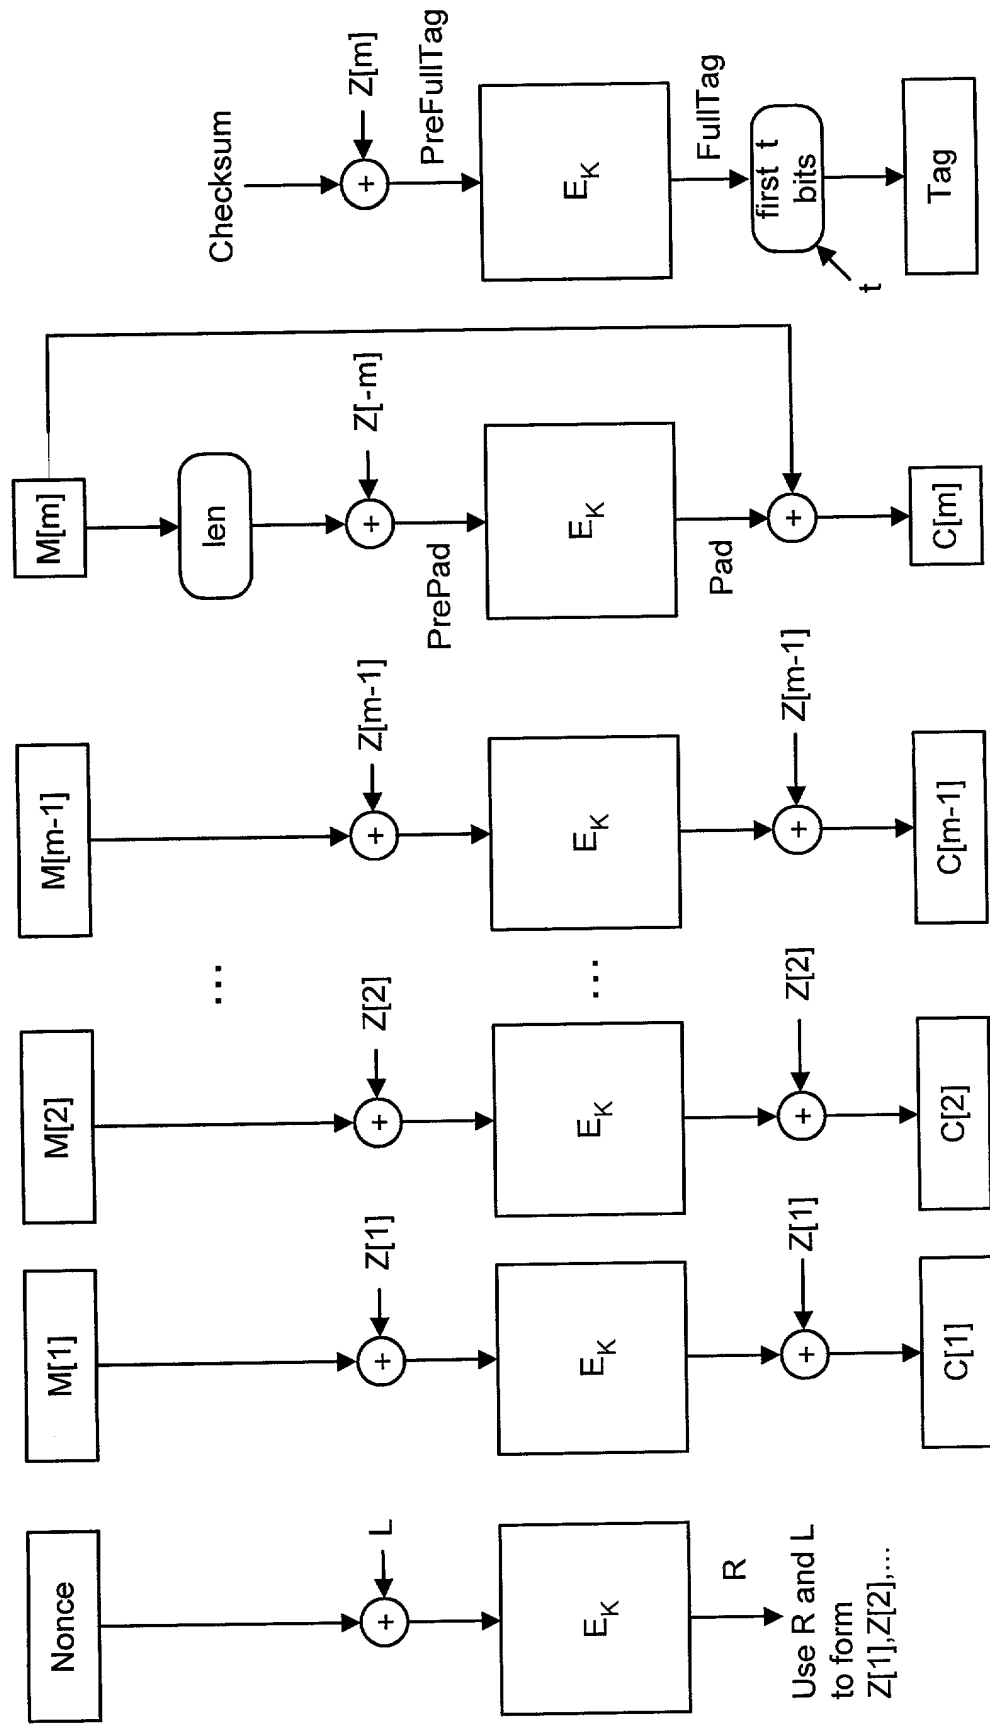 Nonce
+
L
E_K
R
Use R and L
to form
Z[1],Z[2],...
M[1]
+
Z[1]
E_K
+
Z[1]
C[1]
M[2]
+
Z[2]
E_K
+
Z[2]
C[2]
...
...
M[m-1]
+
Z[m-1]
E_K
+
Z[m-1]
C[m-1]
M[m]
len
+
Z[-m]
PrePad
E_K
Pad
+
C[m]
Checksum
+
Z[m]
PreFullTag
E_K
FullTag
first t
bits
t
Tag